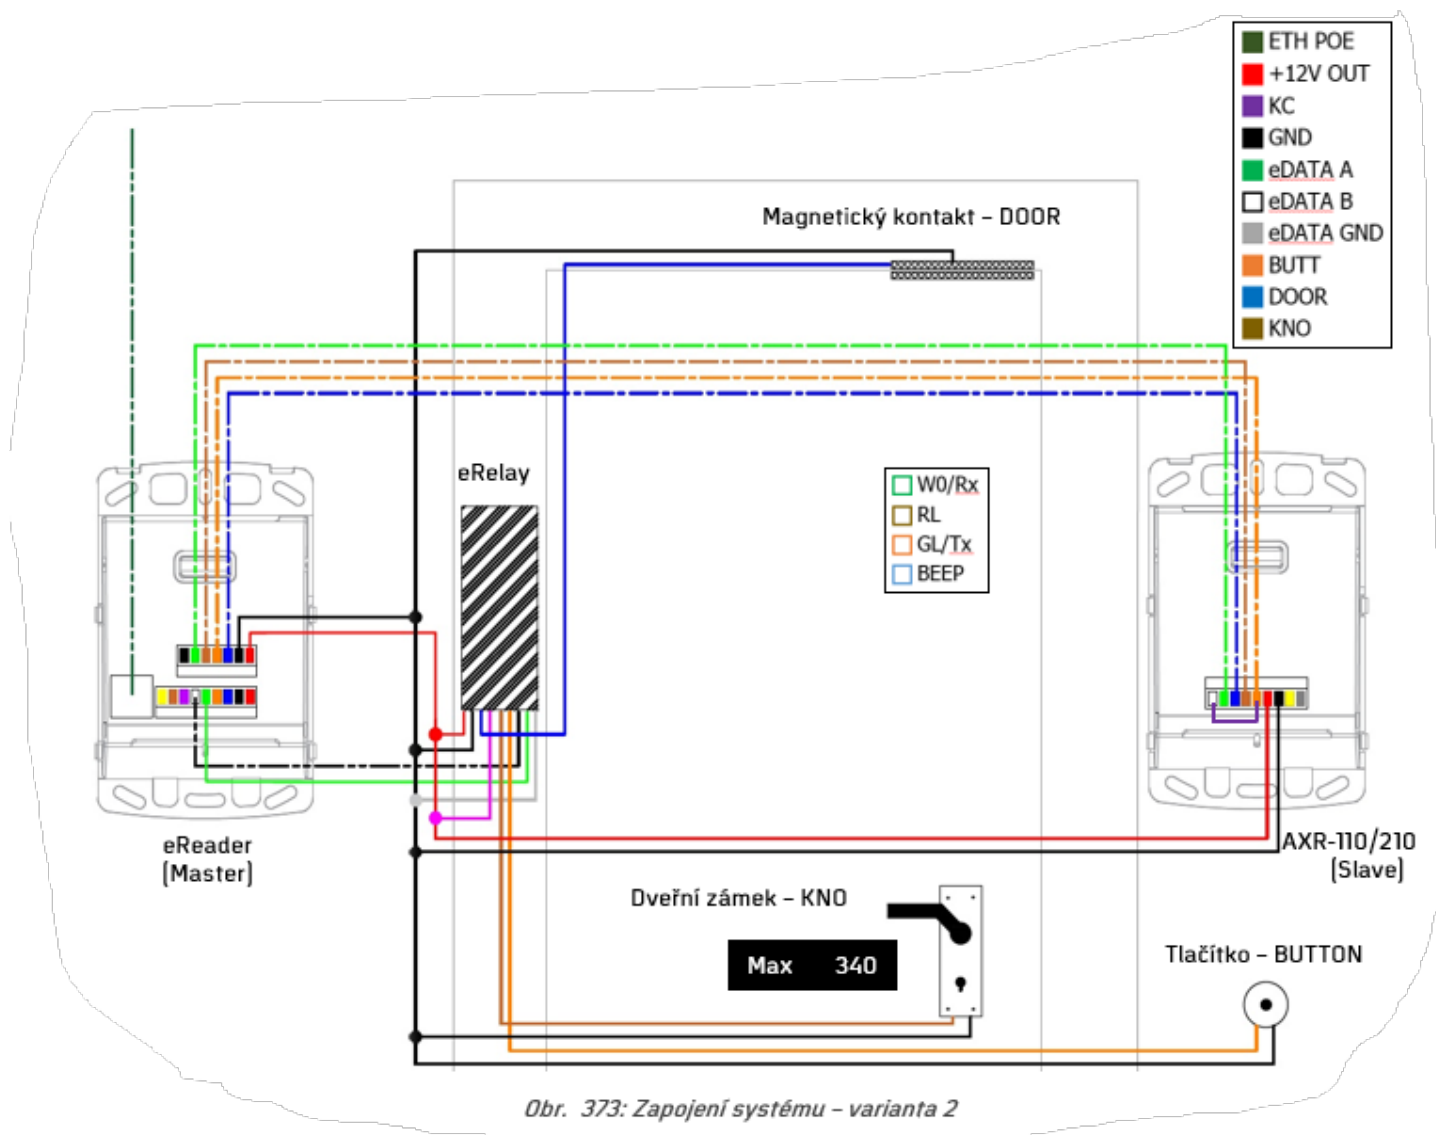 ETH POE
+12V OUT
KC
GND
eDATA A
eDATA B
eDATA GND
BUTT
DOOR
KNO
Magnetický kontakt – DOOR
eRelay
W0/Rx
RL
GL/Tx
BEEP
eReader
(Master)
AXR-110/210
(Slave)
Dveřní zámek – KNO
Max 340
Tlačítko – BUTTON
Obr. 373: Zapojení systému – varianta 2